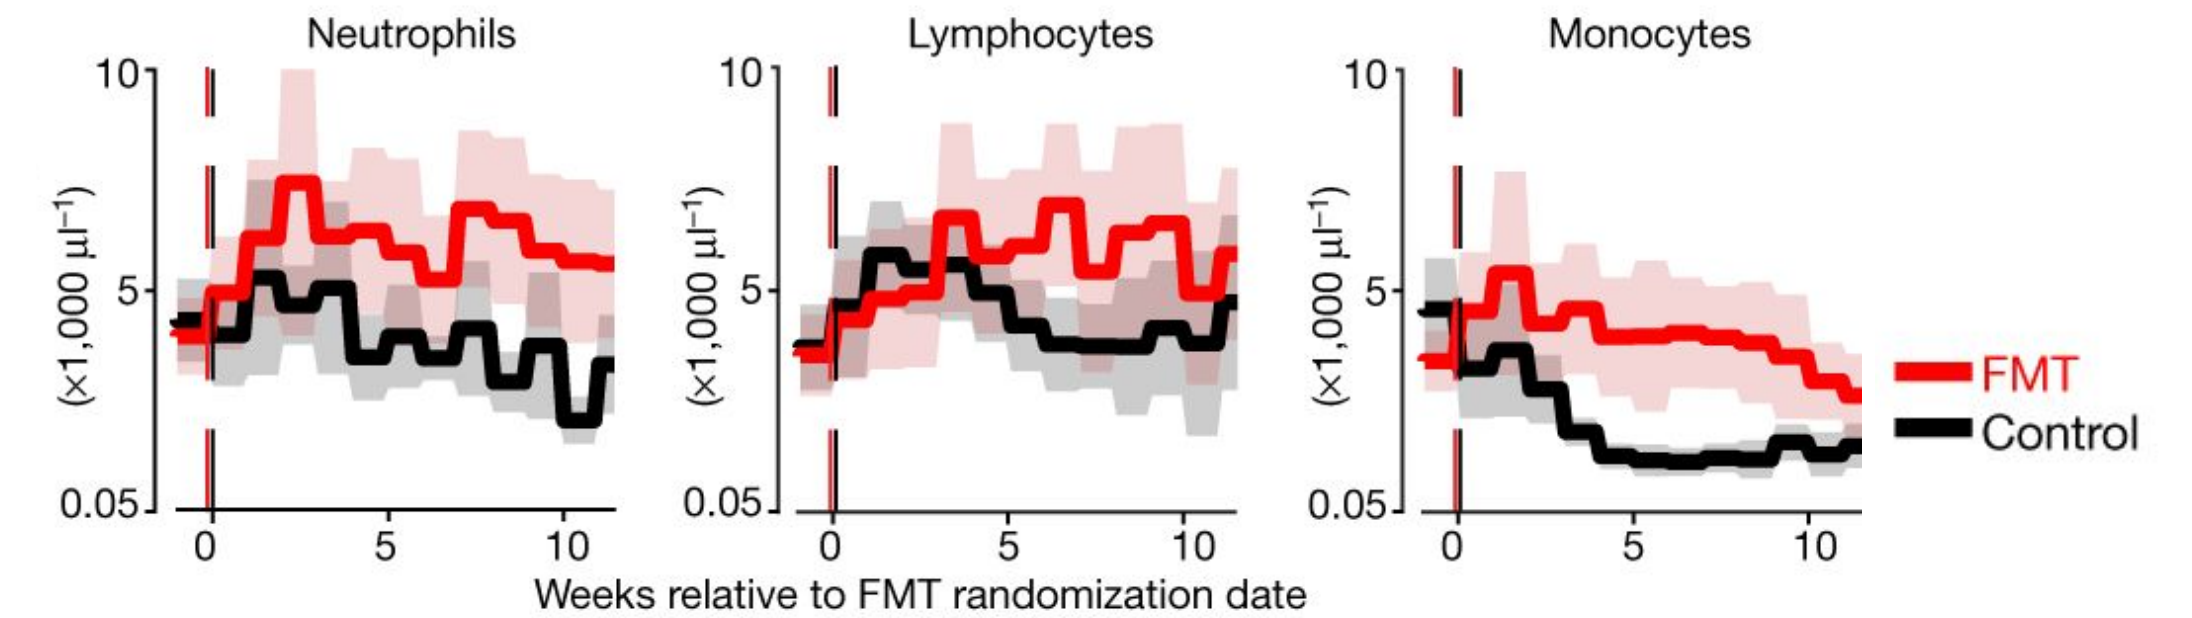 Neutrophils
Lymphocytes
Monocytes
10
5
0.05
(×1,000 µl⁻¹)
0 5 10
10
5
0.05
(×1,000 µl⁻¹)
0 5 10
10
5
0.05
(×1,000 µl⁻¹)
0 5 10
Weeks relative to FMT randomization date
FMT
Control